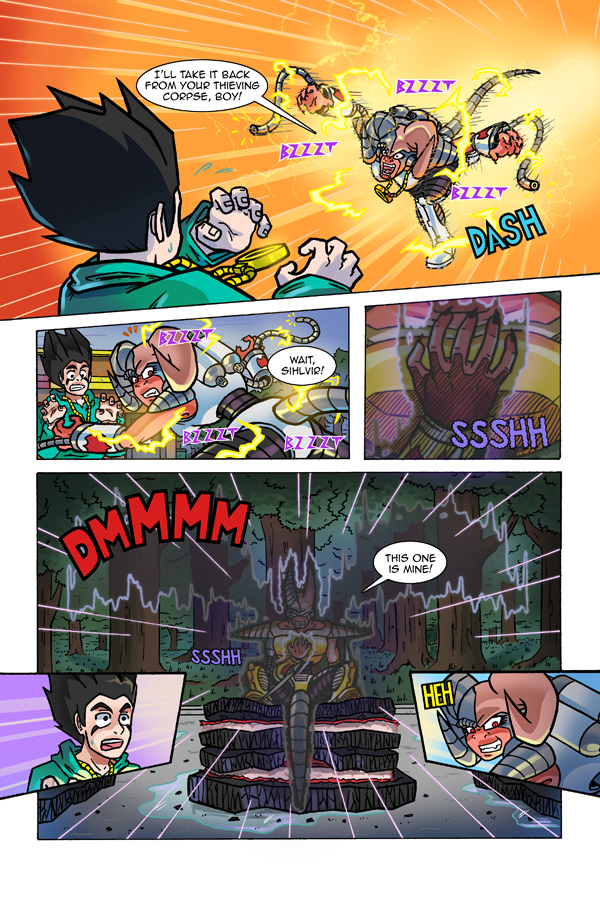 I'LL TAKE IT BACK
FROM YOUR THIEVING
CORPSE, BOY!
BZZZT
BZZZT
BZZZT
DASH
BZZZT
WAIT,
SIHLVIR!
BZZZT
BZZZT
SSSHH
DMMMM
THIS ONE
IS MINE!
SSSHH
HEH